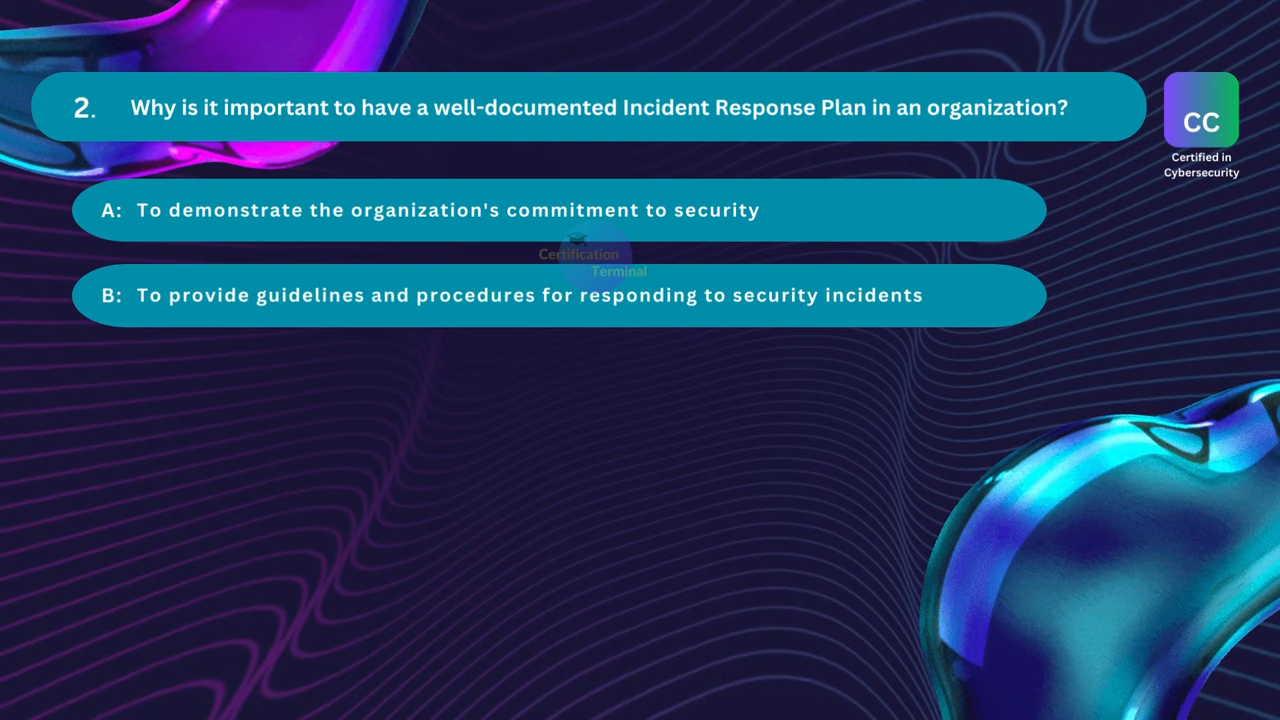 2. Why is it important to have a well-documented Incident Response Plan in an organization?
CC
Certified in
Cybersecurity
A: To demonstrate the organization's commitment to security
Certification
Terminal
B: To provide guidelines and procedures for responding to security incidents